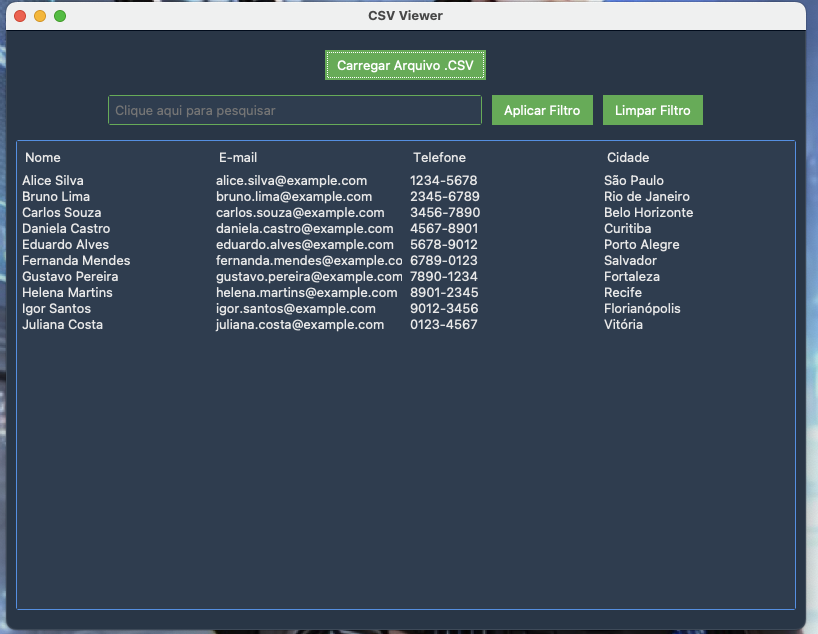 CSV Viewer
Carregar Arquivo .CSV
Clique aqui para pesquisar Aplicar Filtro Limpar Filtro
Nome E-mail Telefone Cidade
Alice Silva alice.silva@example.com 1234-5678 São Paulo
Bruno Lima bruno.lima@example.com 2345-6789 Rio de Janeiro
Carlos Souza carlos.souza@example.com 3456-7890 Belo Horizonte
Daniela Castro daniela.castro@example.com 4567-8901 Curitiba
Eduardo Alves eduardo.alves@example.com 5678-9012 Porto Alegre
Fernanda Mendes fernanda.mendes@example.co 6789-0123 Salvador
Gustavo Pereira gustavo.pereira@example.com 7890-1234 Fortaleza
Helena Martins helena.martins@example.com 8901-2345 Recife
Igor Santos igor.santos@example.com 9012-3456 Florianópolis
Juliana Costa juliana.costa@example.com 0123-4567 Vitória